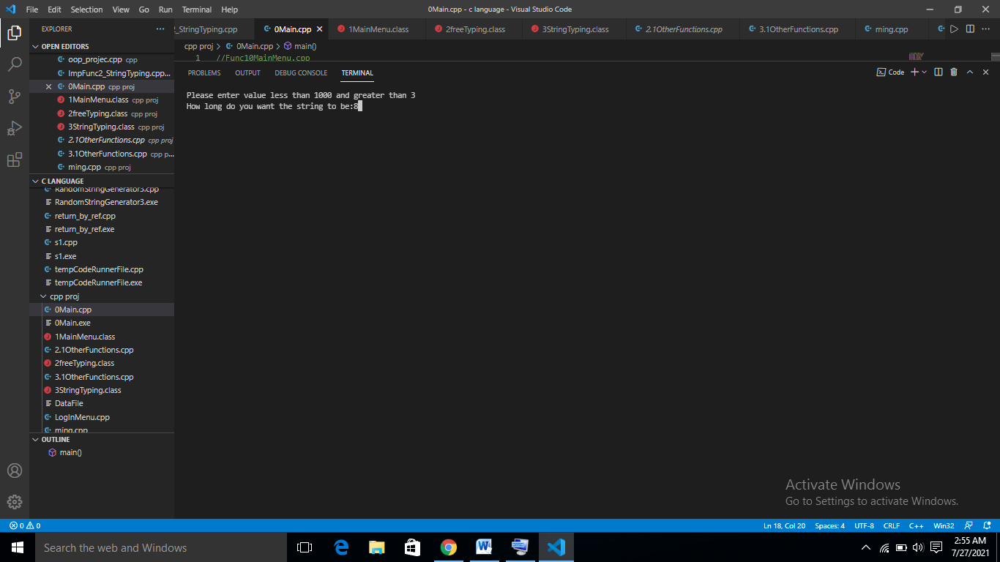 File Edit Selection View Go Run Terminal Help
0Main.cpp - c language - Visual Studio Code
EXPLORER
2_StringTyping.cpp 0Main.cpp 1MainMenu.class 2freeTyping.class 3StringTyping.class 2.1OtherFunctions.cpp 3.1OtherFunctions.cpp ming.cpp
OPEN EDITORS
oop_projec.cpp cpp
ImpFunc2_StringTyping.cpp...
0Main.cpp cpp proj
1MainMenu.class cpp proj
2freeTyping.class cpp proj
3StringTyping.class cpp proj
2.1OtherFunctions.cpp cpp proj
3.1OtherFunctions.cpp cpp p...
ming.cpp cpp proj
C LANGUAGE
RandomStringGenerator3.cpp
RandomStringGenerator3.exe
return_by_ref.cpp
return_by_ref.exe
s1.cpp
s1.exe
tempCodeRunnerFile.cpp
tempCodeRunnerFile.exe
cpp proj
0Main.cpp
0Main.exe
1MainMenu.class
2.1OtherFunctions.cpp
2freeTyping.class
3.1OtherFunctions.cpp
3StringTyping.class
DataFile
LogInMenu.cpp
ming.cpp
OUTLINE
main()
cpp proj > 0Main.cpp > main()
1 //Func10MainMenu.cpp
PROBLEMS OUTPUT DEBUG CONSOLE TERMINAL
Code
Please enter value less than 1000 and greater than 3
How long do you want the string to be:8
Activate Windows
Go to Settings to activate Windows.
0 0
Ln 18, Col 20 Spaces: 4 UTF-8 CRLF C++ Win32
Search the web and Windows
2:55 AM
7/27/2021